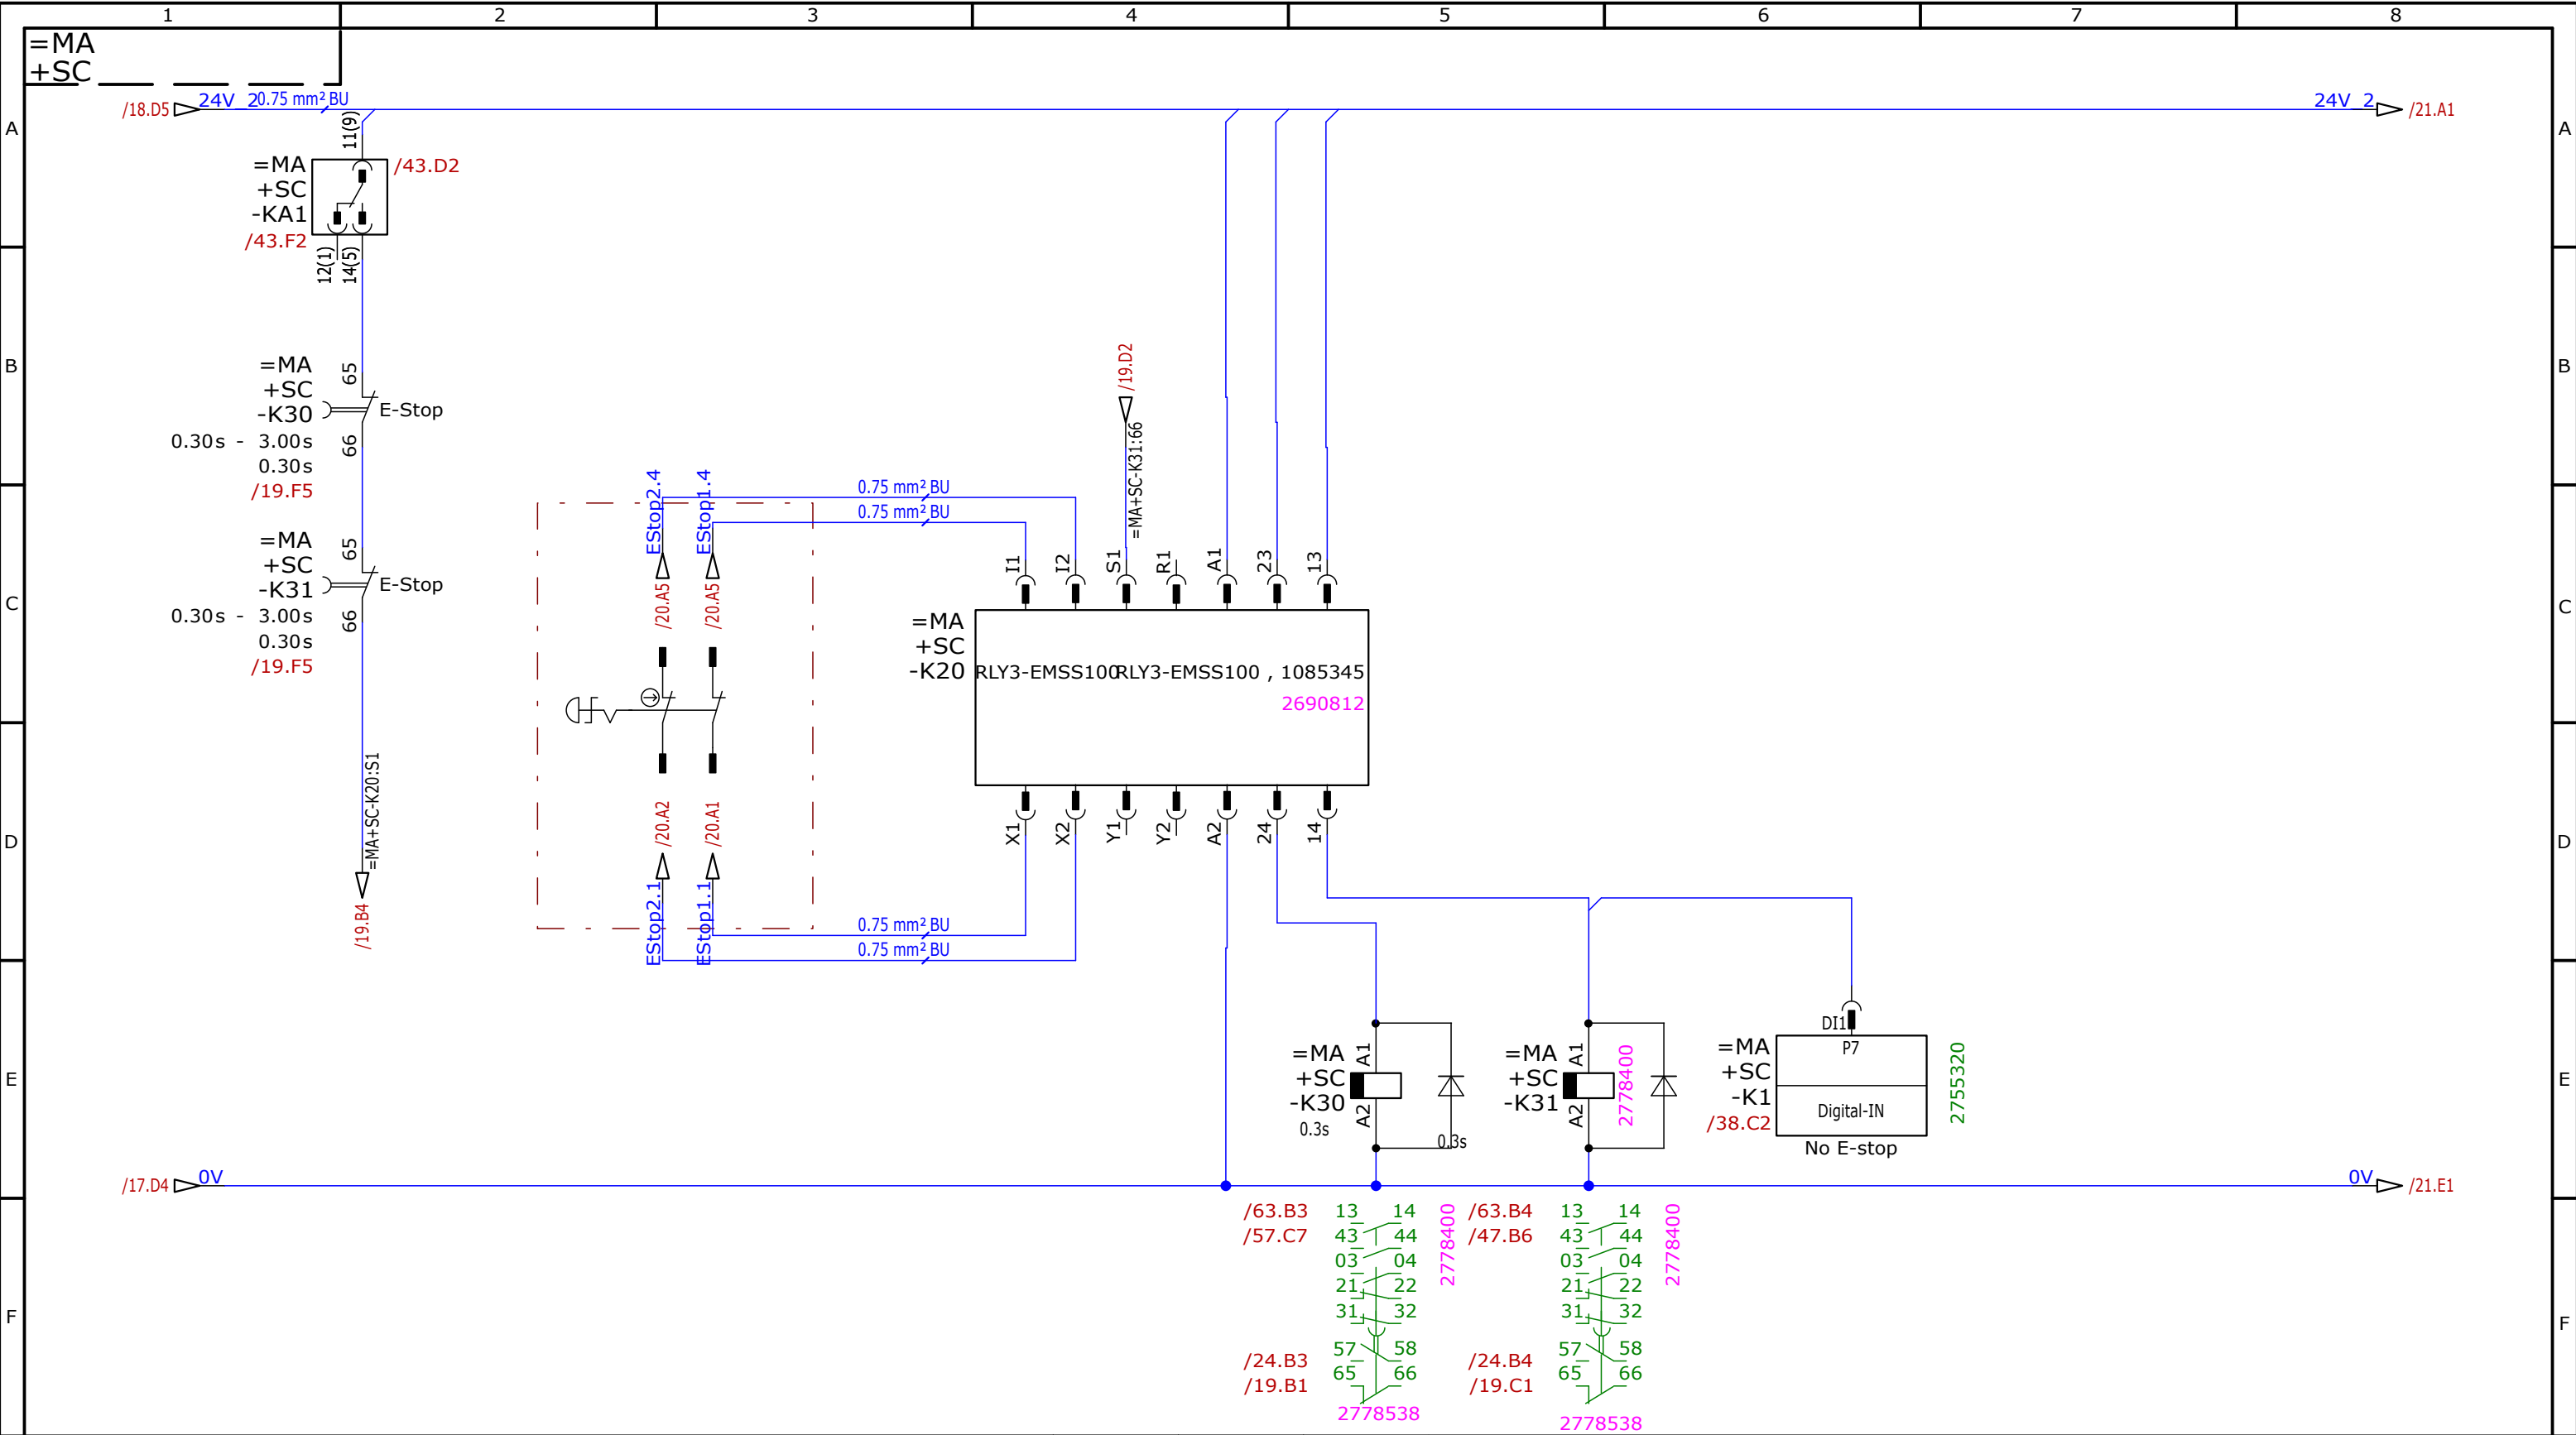 1 2 3 4 5 6 7 8
=MA
+SC
/18.D5 24V_2 0.75 mm² BU 24V_2 /21.A1
A A
11(9)
=MA
+SC
-KA1
/43.D2
/43.F2
12(1)
14(5)
B B
=MA
+SC
-K30
0.30s - 3.00s
0.30s
/19.F5
65
66
E-Stop
/19.D2
=MA+SC-K31:66
C C
=MA
+SC
-K31
0.30s - 3.00s
0.30s
/19.F5
65
66
E-Stop
EStop2.4
EStop1.4
0.75 mm² BU
0.75 mm² BU
/20.A5
/20.A5
I1 I2 S1 R1 A1 23 13
=MA
+SC
-K20
RLY3-EMSS100RLY3-EMSS100 , 1085345
2690812
D D
=MA+SC-K20:S1
/19.B4
/20.A2
/20.A1
EStop2.1
EStop1.1
X1 X2 Y1 Y2 A2 24 14
0.75 mm² BU
0.75 mm² BU
E E
=MA
+SC
-K30
0.3s
A1
A2
0.3s
=MA
+SC
-K31
A1
A2
2778400
=MA
+SC
-K1
/38.C2
DI1
P7
Digital-IN
No E-stop
2755320
/17.D4 0V 0V /21.E1
F F
/63.B3 13 14
/57.C7 43 44
03 04
21 22
31 32
57 58
/24.B3
65 66
/19.B1
2778400
2778538
/63.B4 13 14
/47.B6 43 44
03 04
21 22
31 32
57 58
/24.B4
65 66
/19.C1
2778400
2778538